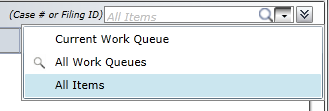 (Case # or Filing ID) All Items
Current Work Queue
All Work Queues
All Items